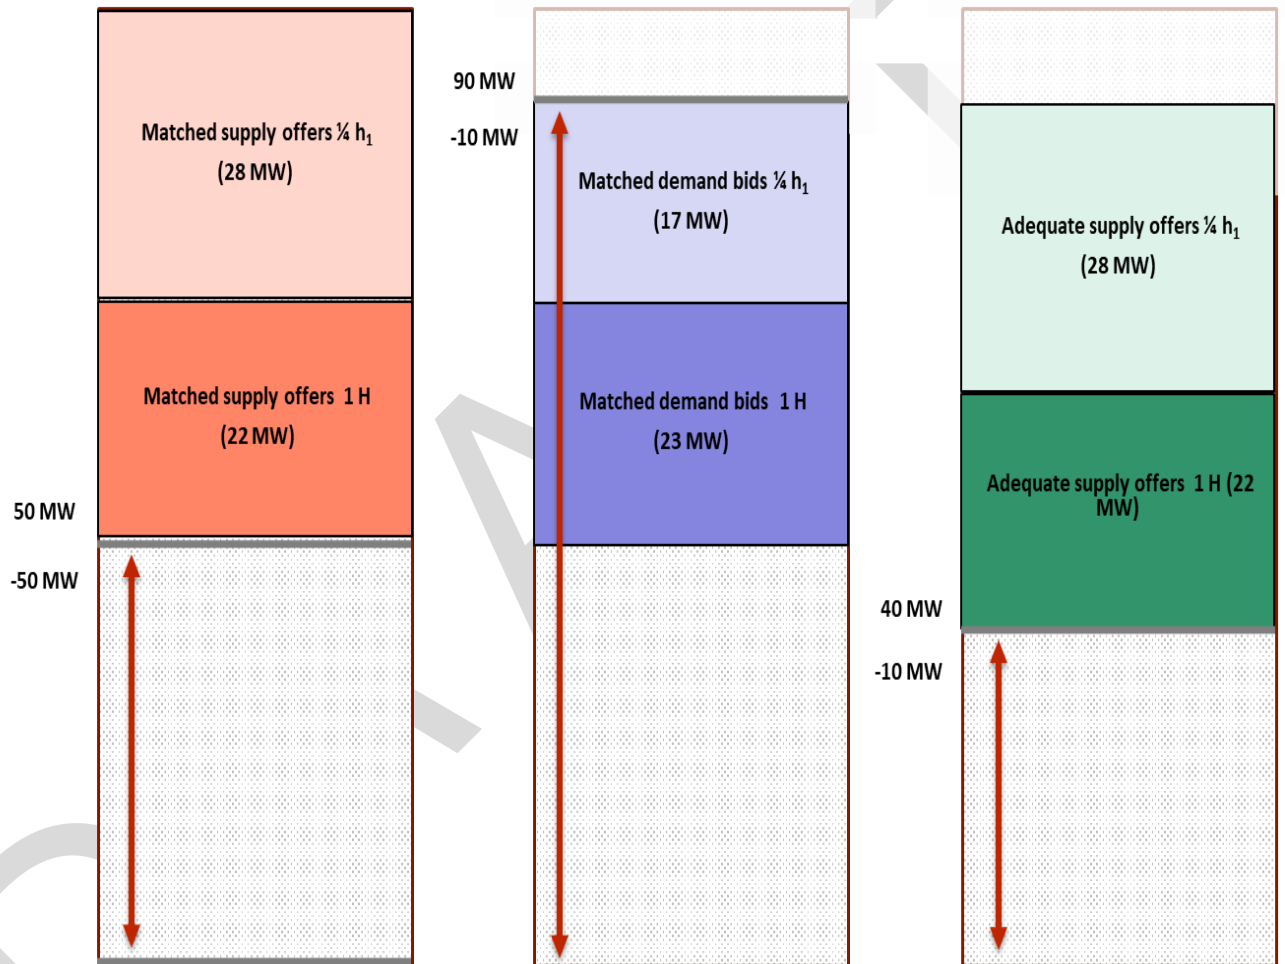 Matched supply offers ¼ h1
(28 MW)
Matched supply offers 1 H
(22 MW)
50 MW
-50 MW
90 MW
-10 MW
Matched demand bids ¼ h1
(17 MW)
Matched demand bids 1 H
(23 MW)
Adequate supply offers ¼ h1
(28 MW)
Adequate supply offers 1 H (22
MW)
40 MW
-10 MW